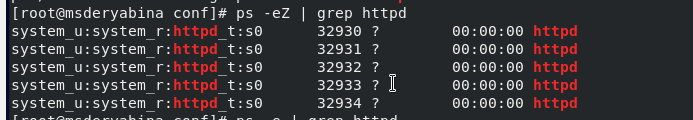 [root@msderyabina conf]# ps -eZ | grep httpd
system_u:system_r:httpd_t:s0 32930 ? 00:00:00 httpd
system_u:system_r:httpd_t:s0 32931 ? 00:00:00 httpd
system_u:system_r:httpd_t:s0 32932 ? 00:00:00 httpd
system_u:system_r:httpd_t:s0 32933 ? 00:00:00 httpd
system_u:system_r:httpd_t:s0 32934 ? 00:00:00 httpd
[root@msderyabina conf]# ps -e | grep httpd